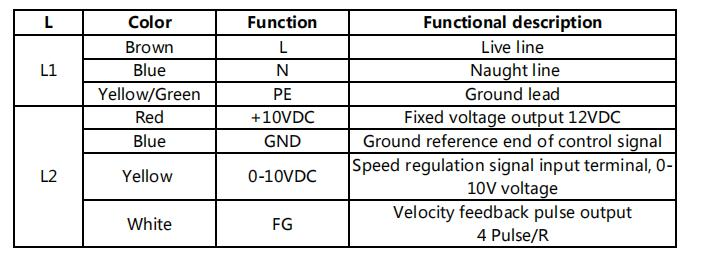 L Color Function Functional description
L1
Brown L Live line
Blue N Naught line
Yellow/Green PE Ground lead
L2
Red +10VDC Fixed voltage output 12VDC
Blue GND Ground reference end of control signal
Yellow 0-10VDC Speed regulation signal input terminal, 0-
10V voltage
White FG Velocity feedback pulse output
4 Pulse/R